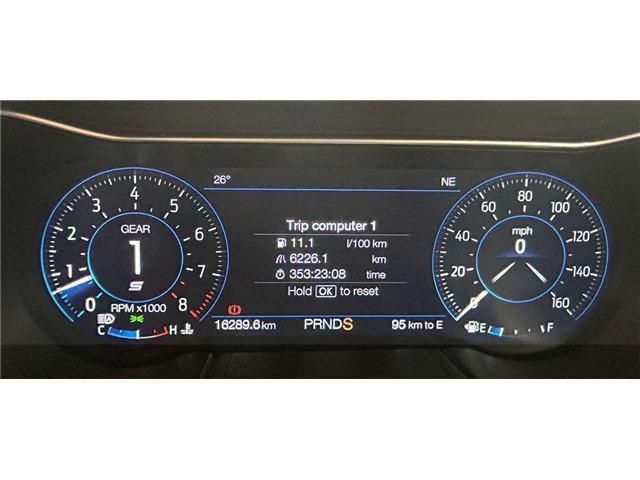 26° NE
4
3 5
2 6
1 7
0 8
GEAR
1
S
RPM x1000
C H
Trip computer 1
11.1 l/100 km
6226.1 km
353:23:08 time
Hold OK to reset
16289.6 km PRNDS 95 km to E
80
60 100
40 120
20 140
0 160
mph
0
E F